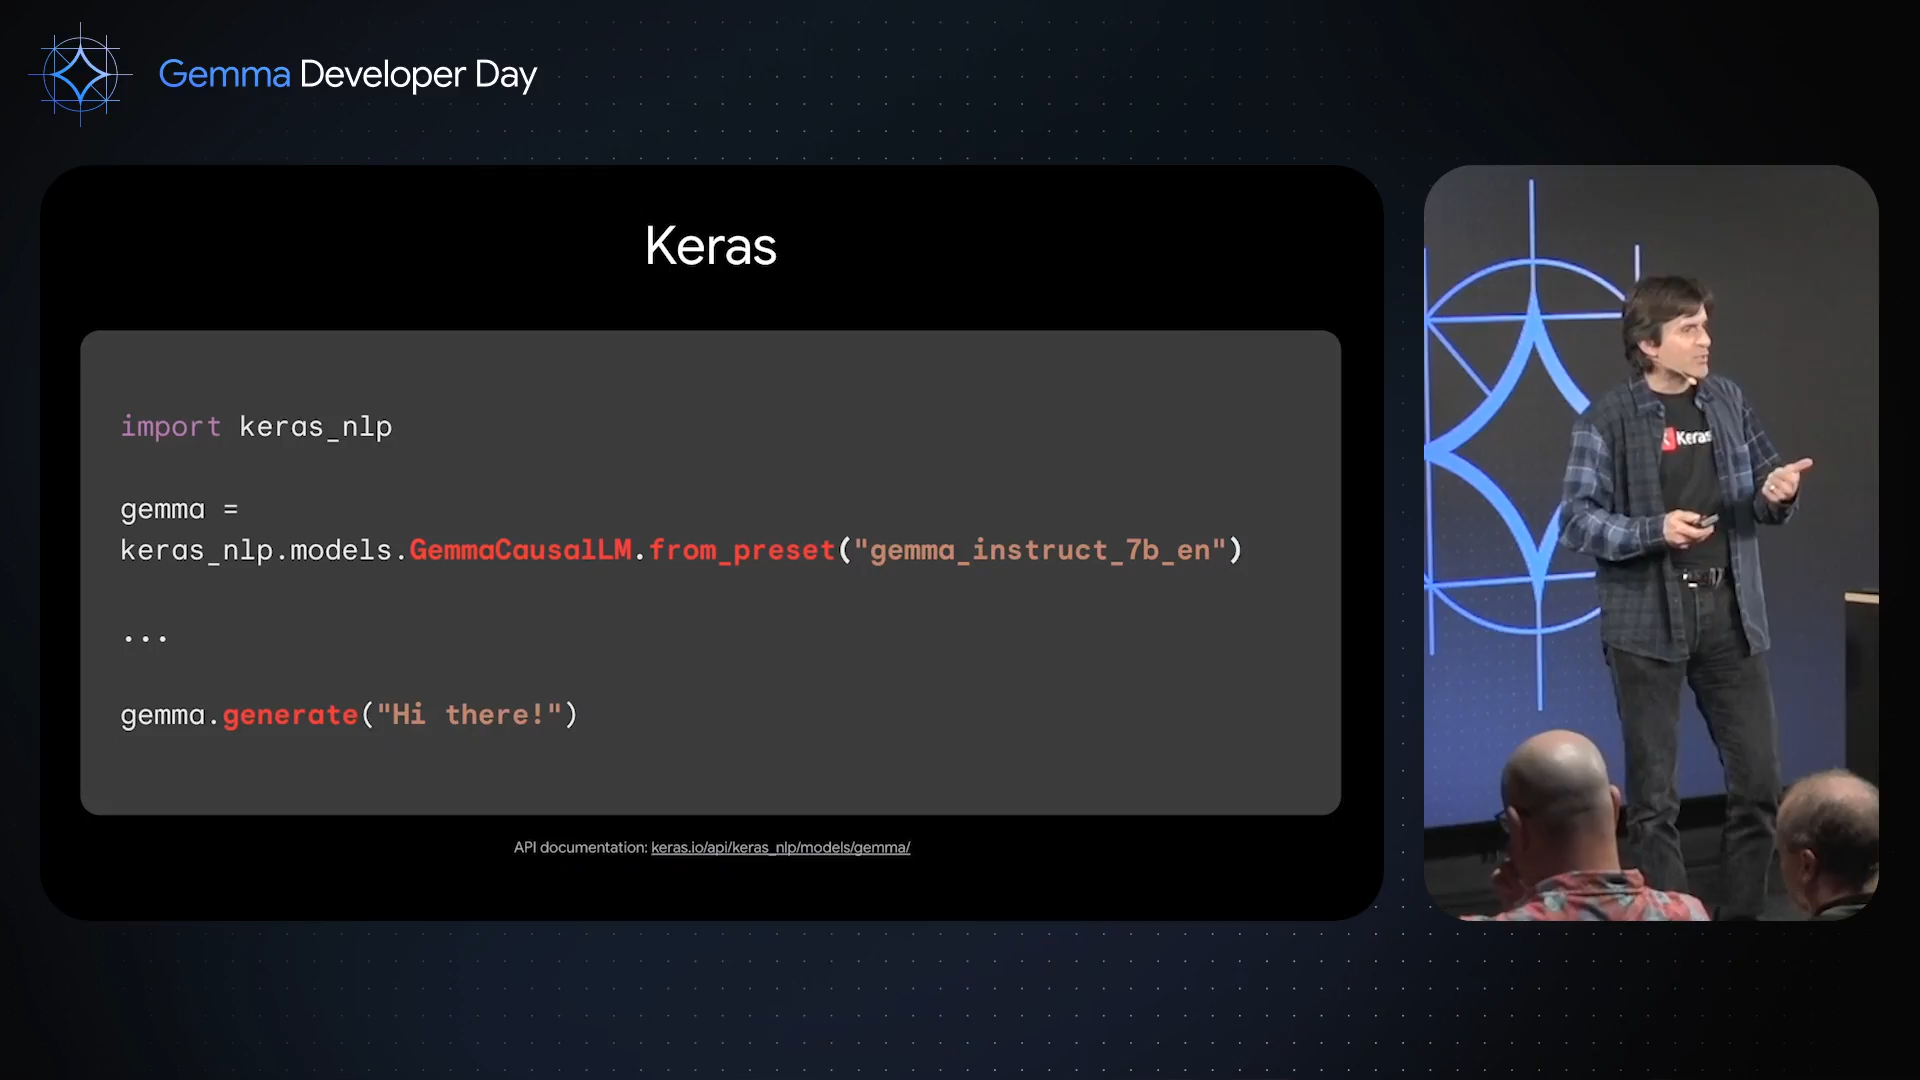 Gemma Developer Day
Keras
import keras_nlp
gemma =
keras_nlp.models.GemmaCausalLM.from_preset("gemma_instruct_7b_en")
...
gemma.generate("Hi there!")
API documentation: keras.io/api/keras_nlp/models/gemma/
Keras